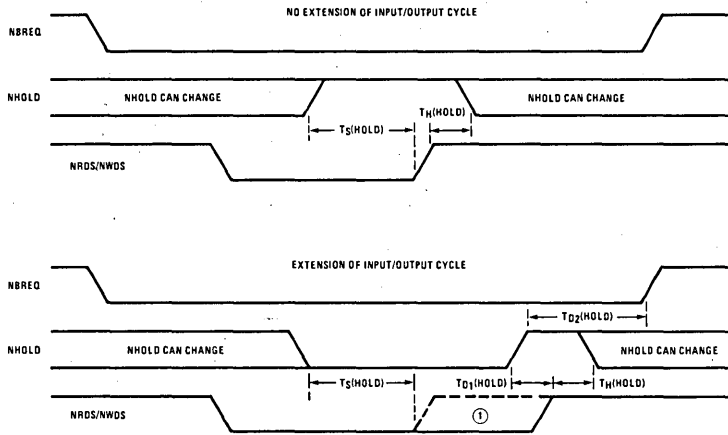 NO EXTENSION OF INPUT/OUTPUT CYCLE
NBREQ
NHOLD
NHOLD CAN CHANGE
NHOLD CAN CHANGE
TS(HOLD)
TH(HOLD)
NRDS/NWDS
EXTENSION OF INPUT/OUTPUT CYCLE
NBREQ
TD2(HOLD)
NHOLD
NHOLD CAN CHANGE
NHOLD CAN CHANGE
TS(HOLD)
TD1(HOLD)
TH(HOLD)
NRDS/NWDS
①